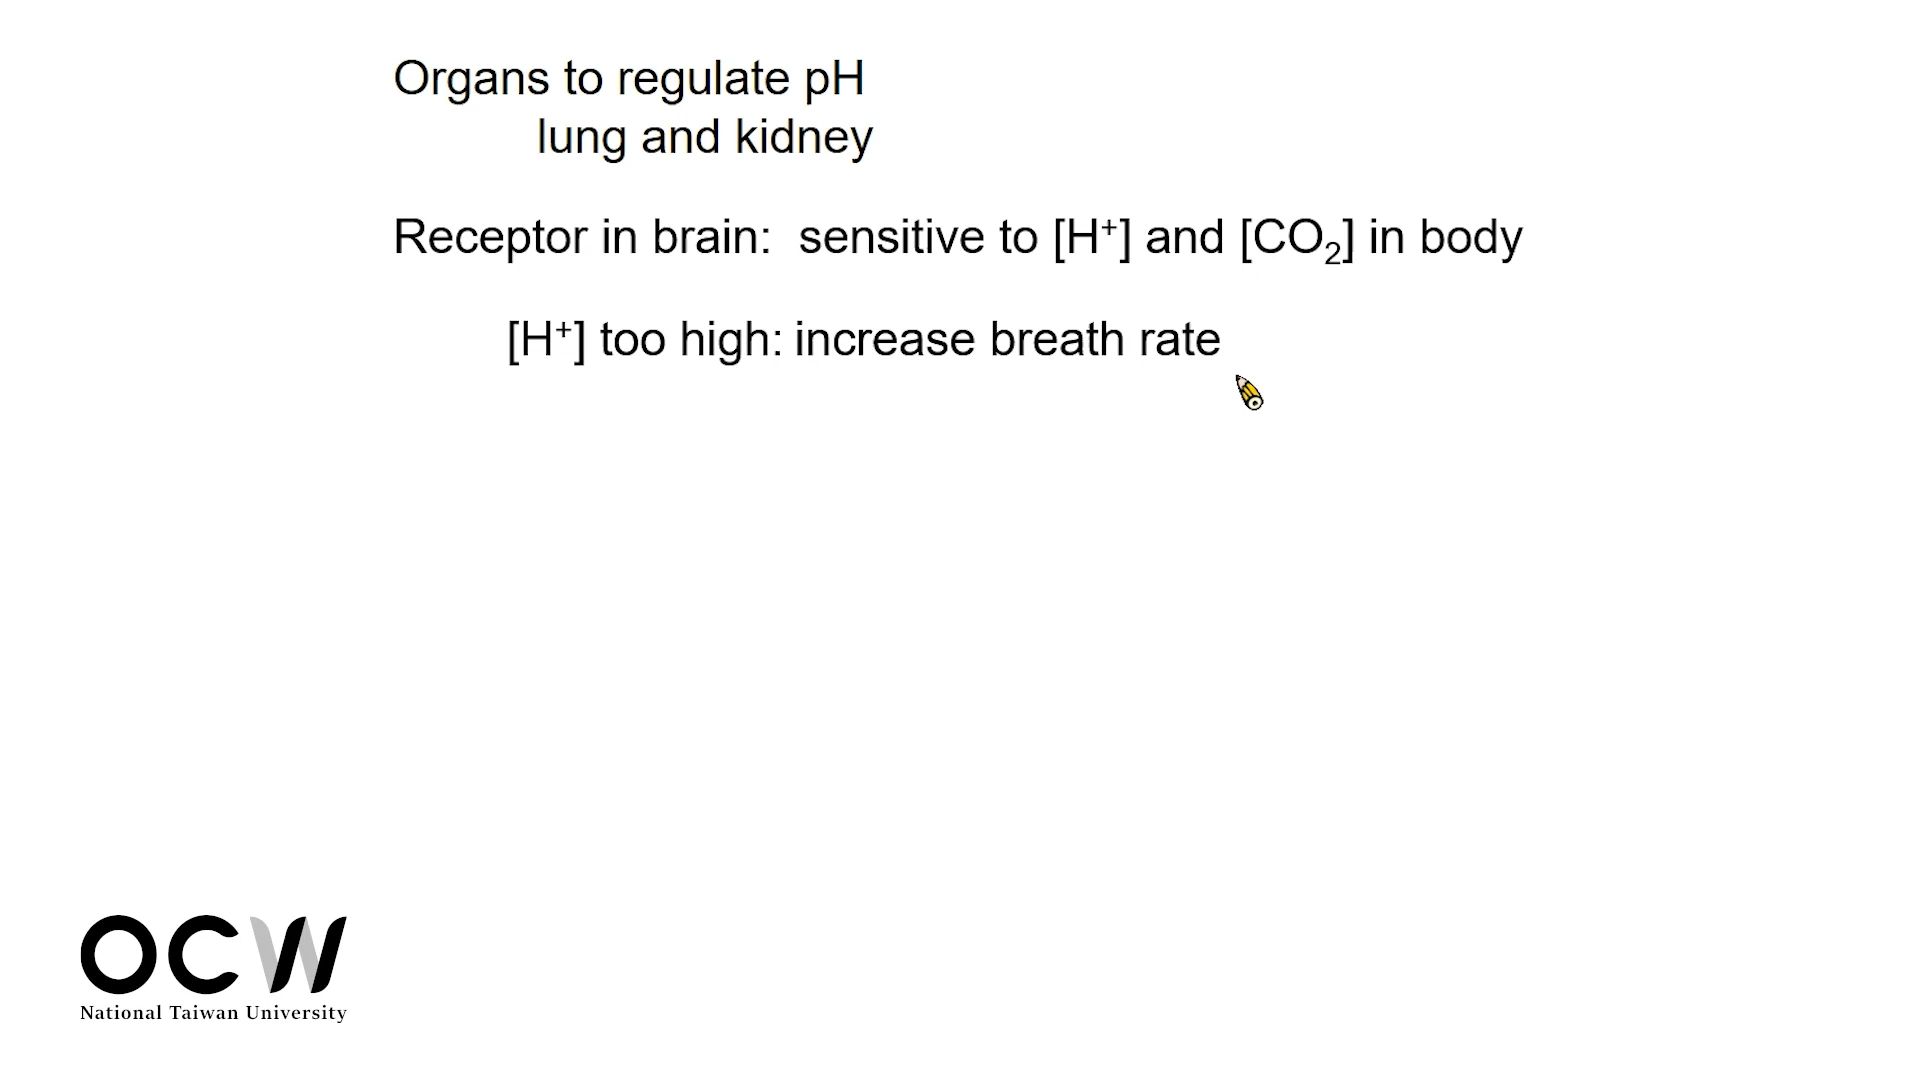 Organs to regulate pH
lung and kidney
Receptor in brain: sensitive to [H⁺] and [CO₂] in body
[H⁺] too high: increase breath rate
OCW
National Taiwan University